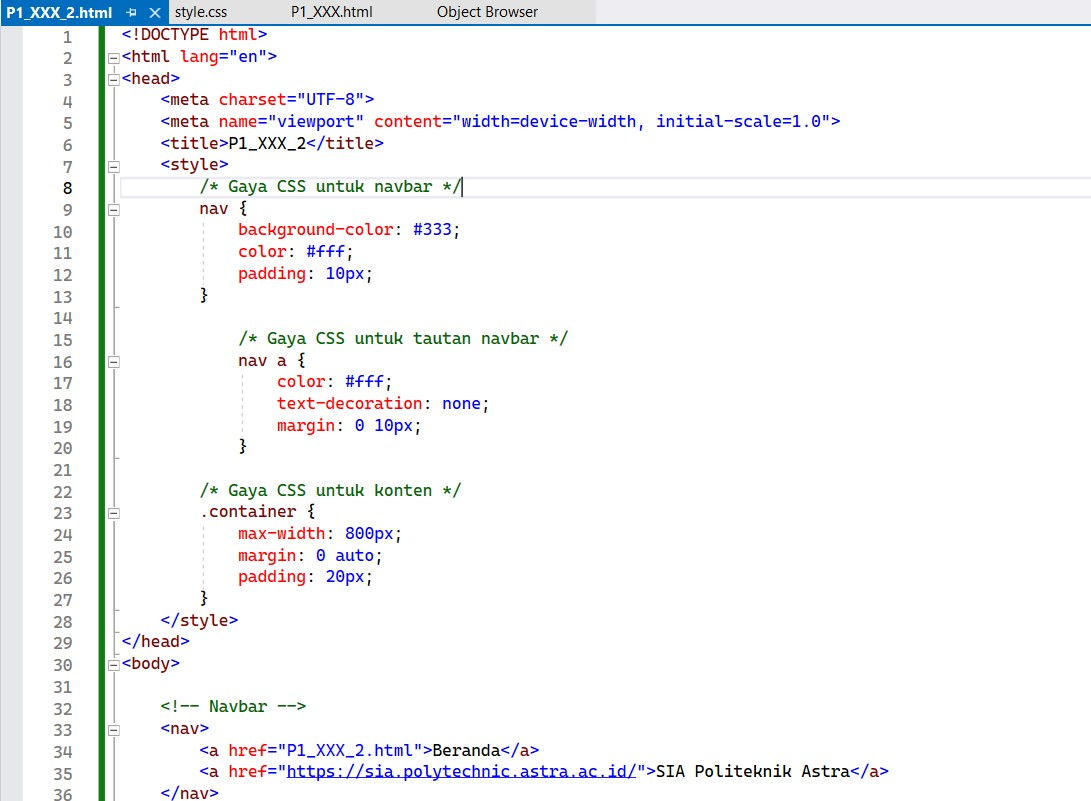 P1_XXX_2.html style.css P1_XXX.html Object Browser
1 <!DOCTYPE html>
2 <html lang="en">
3 <head>
4 <meta charset="UTF-8">
5 <meta name="viewport" content="width=device-width, initial-scale=1.0">
6 <title>P1_XXX_2</title>
7 <style>
8 /* Gaya CSS untuk navbar */
9 nav {
10 background-color: #333;
11 color: #fff;
12 padding: 10px;
13 }
14
15 /* Gaya CSS untuk tautan navbar */
16 nav a {
17 color: #fff;
18 text-decoration: none;
19 margin: 0 10px;
20 }
21
22 /* Gaya CSS untuk konten */
23 .container {
24 max-width: 800px;
25 margin: 0 auto;
26 padding: 20px;
27 }
28 </style>
29 </head>
30 <body>
31
32 <!-- Navbar -->
33 <nav>
34 <a href="P1_XXX_2.html">Beranda</a>
35 <a href="https://sia.polytechnic.astra.ac.id/">SIA Politeknik Astra</a>
36 </nav>